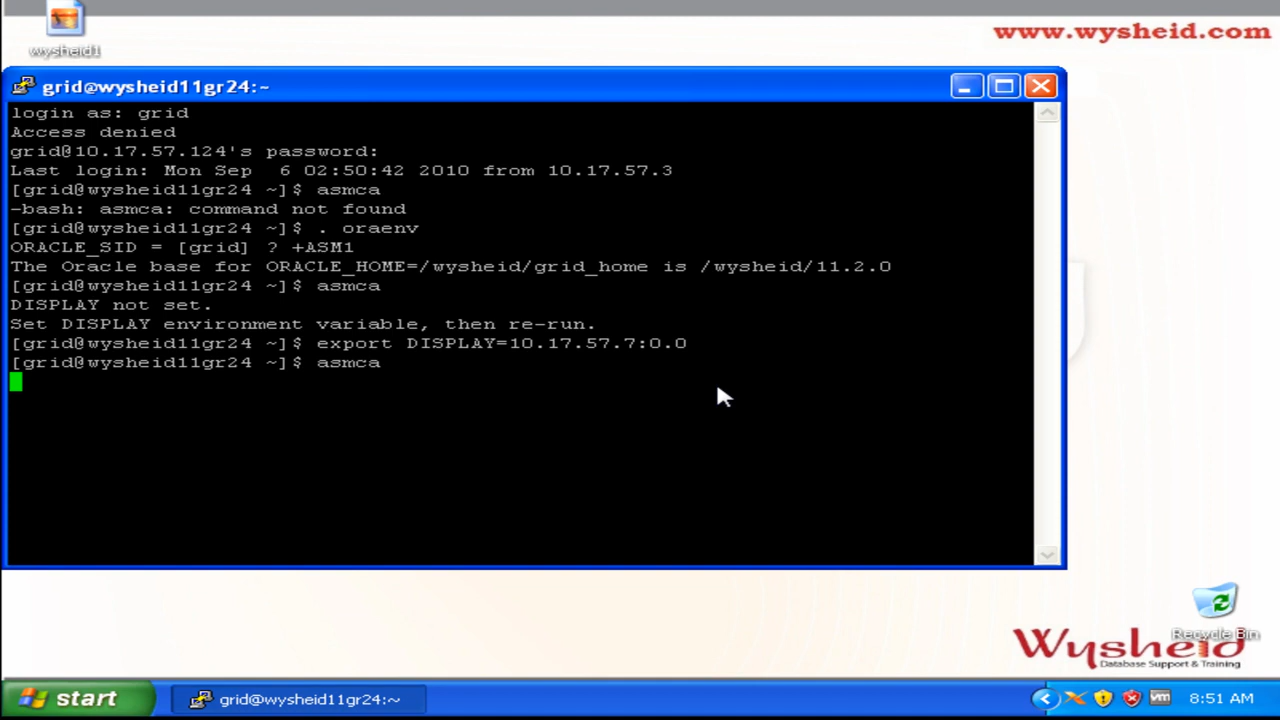 www.wysheid.com
wysheid1
grid@wysheid11gr24:~
login as: grid
Access denied
grid@10.17.57.124's password:
Last login: Mon Sep  6 02:50:42 2010 from 10.17.57.3
[grid@wysheid11gr24 ~]$ asmca
-bash: asmca: command not found
[grid@wysheid11gr24 ~]$ . oraenv
ORACLE_SID = [grid] ? +ASM1
The Oracle base for ORACLE_HOME=/wysheid/grid_home is /wysheid/11.2.0
[grid@wysheid11gr24 ~]$ asmca
DISPLAY not set.
Set DISPLAY environment variable, then re-run.
[grid@wysheid11gr24 ~]$ export DISPLAY=10.17.57.7:0.0
[grid@wysheid11gr24 ~]$ asmca
Recycle Bin
Wysheid
Database Support & Training
start
grid@wysheid11gr24:~
vm
8:51 AM